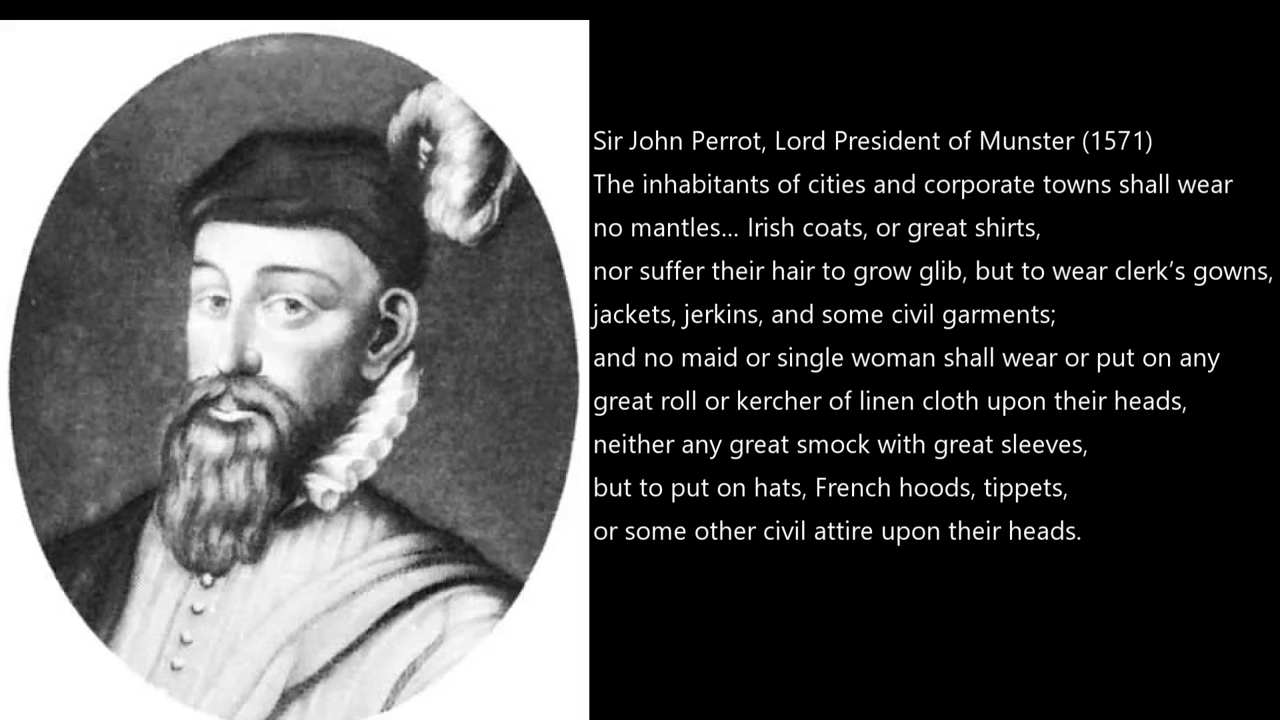 Sir John Perrot, Lord President of Munster (1571)
The inhabitants of cities and corporate towns shall wear
no mantles... Irish coats, or great shirts,
nor suffer their hair to grow glib, but to wear clerk’s gowns,
jackets, jerkins, and some civil garments;
and no maid or single woman shall wear or put on any
great roll or kercher of linen cloth upon their heads,
neither any great smock with great sleeves,
but to put on hats, French hoods, tippets,
or some other civil attire upon their heads.